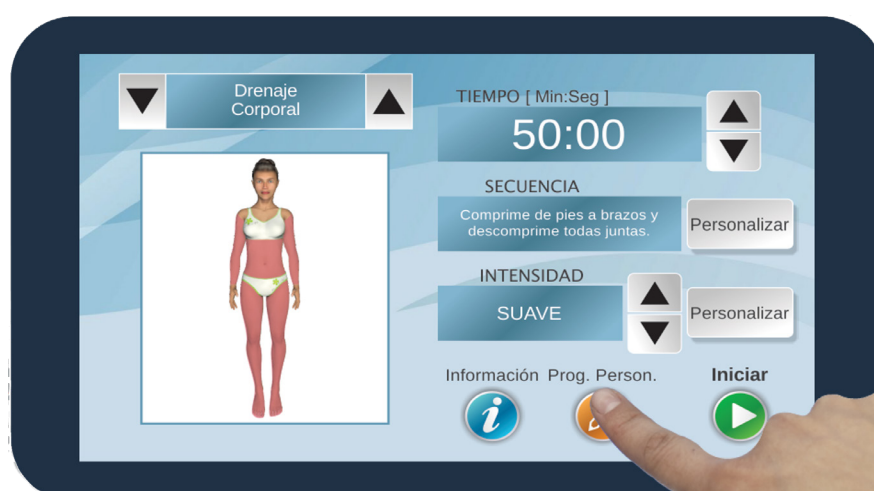 Drenaje
Corporal
TIEMPO [ Min:Seg ]
50:00
SECUENCIA
Comprime de pies a brazos y
descomprime todas juntas.
Personalizar
INTENSIDAD
SUAVE
Personalizar
Información Prog. Person. Iniciar
i